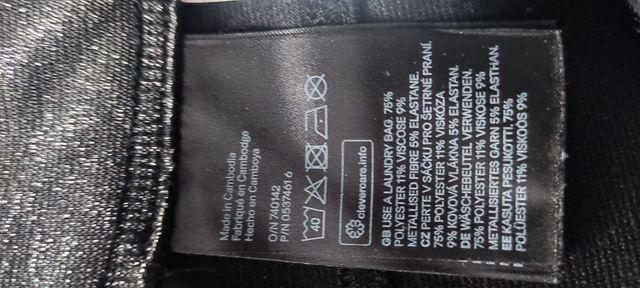 Made in Cambodia
Fabriqué en Cambodge
Hecho en Camboya
O/N 740142
P/N 0537461 6
40
clevercare.info
GB USE A LAUNDRY BAG. 75%
POLYESTER 11% VISCOSE 9%
METALLISED FIBRE 5% ELASTANE.
CZ PERTE V SÁČKU PRO ŠETRNÉ PRANÍ.
75% POLYESTER 11% VISKÓZA
9% KOVOVÁ VLÁKNA 5% ELASTAN.
DE WÄSCHEBEUTEL VERWENDEN.
75% POLYESTER 11% VISKOSE 9%
METALLISIERTES GARN 5% ELASTHAN.
EE KASUTA PESUKOTTI. 75%
POLÜESTER 11% VISKOOS 9%